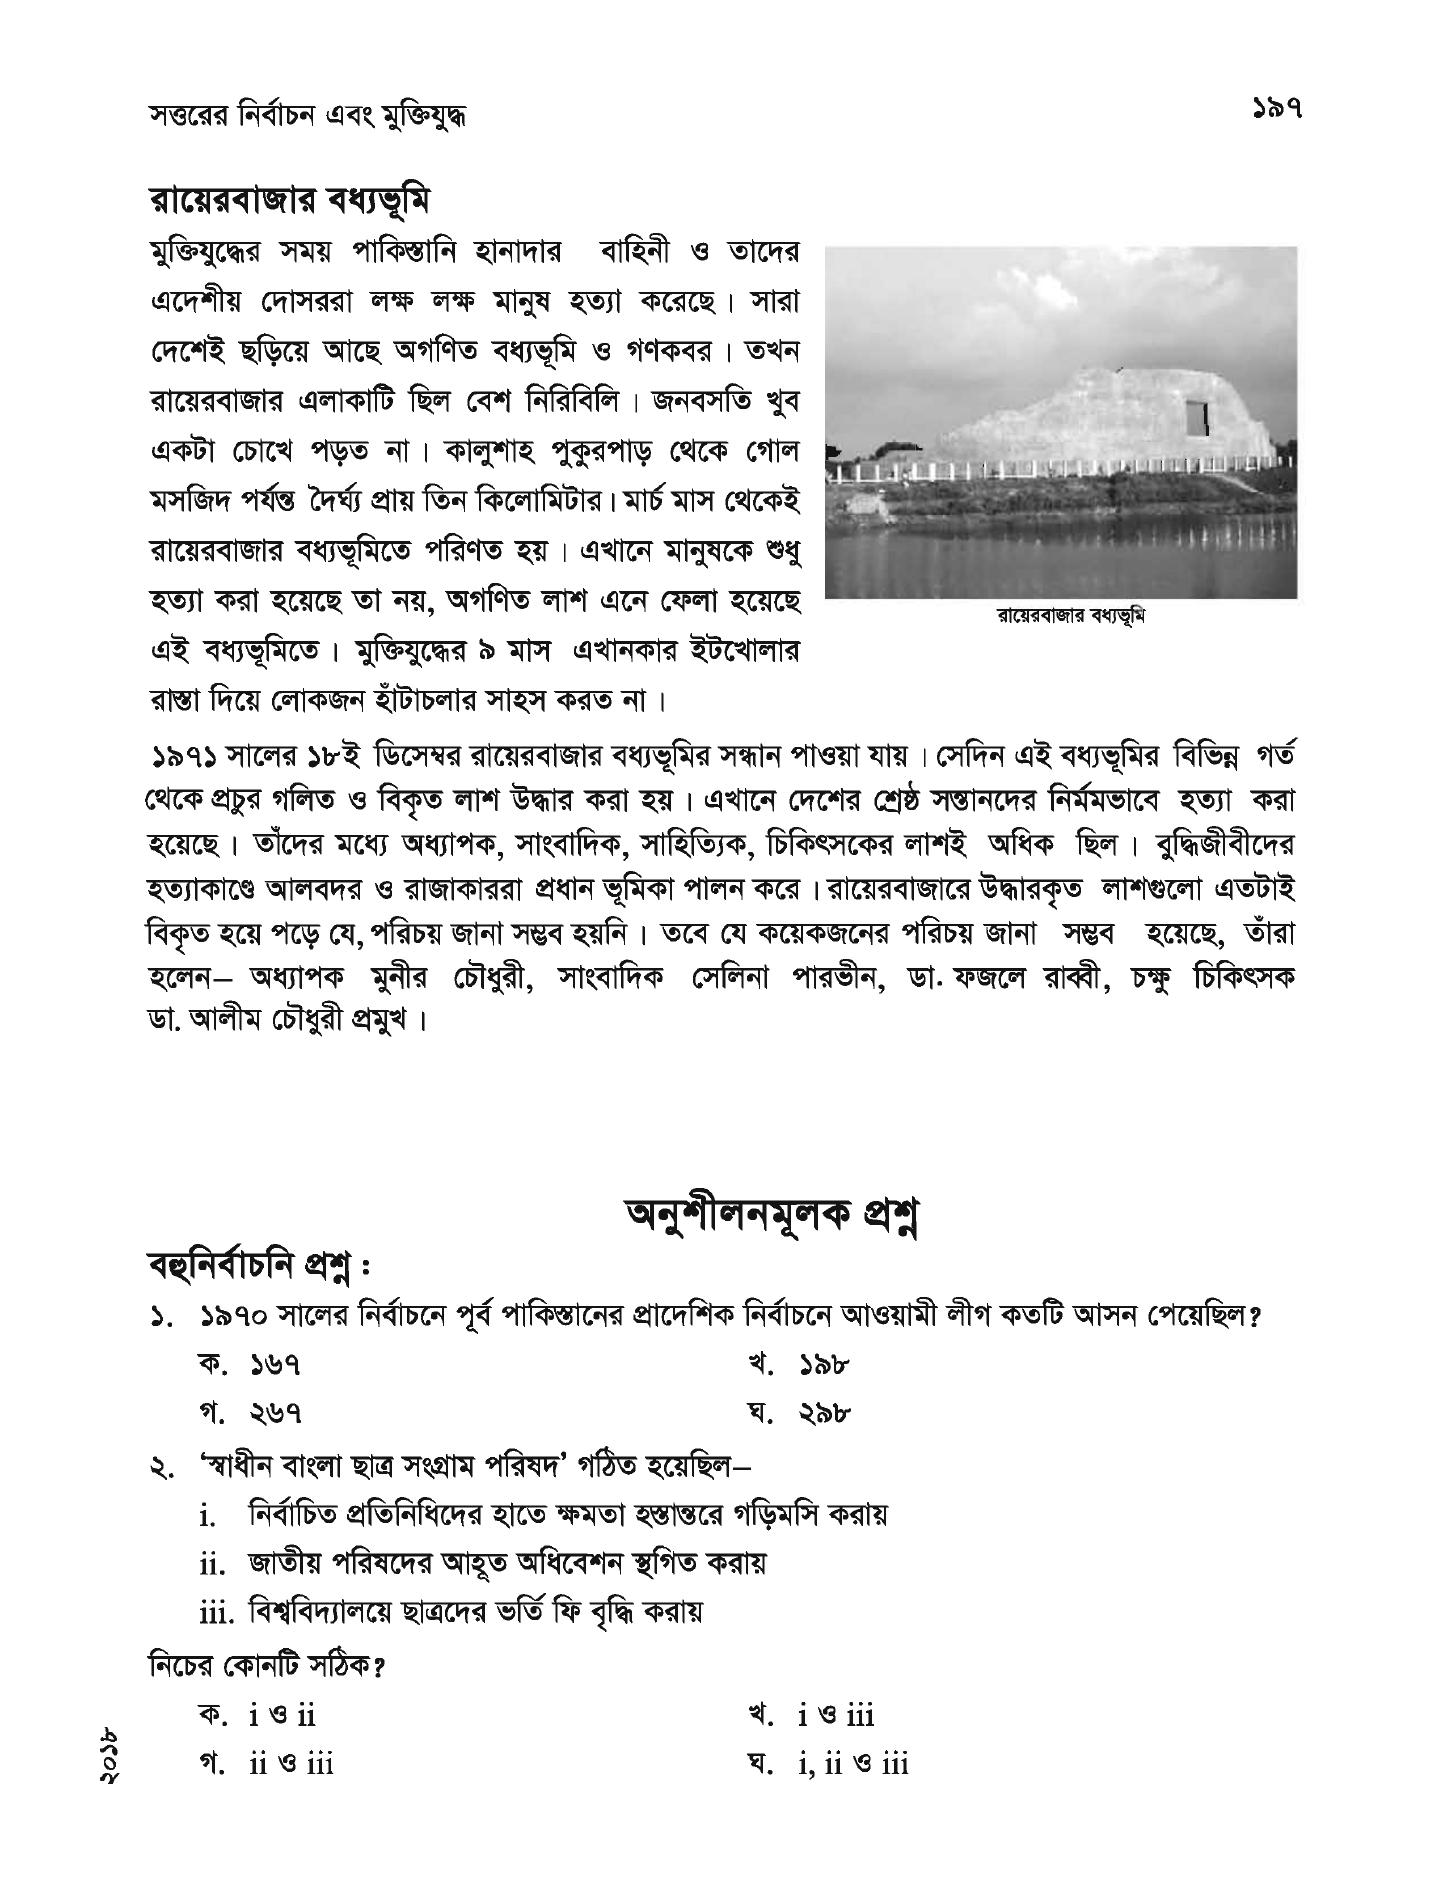 সত্তরের নির্বাচন এবং মুক্তিযুদ্ধ
১৯৭
রায়েরবাজার বধ্যভূমি
মুক্তিযুদ্ধের সময় পাকিস্তানি হানাদার বাহিনী ও তাদের
এদেশীয় দোসররা লক্ষ লক্ষ মানুষ হত্যা করেছে। সারা
দেশেই ছড়িয়ে আছে অগণিত বধ্যভূমি ও গণকবর। তখন
রায়েরবাজার এলাকাটি ছিল বেশ নিরিবিলি। জনবসতি খুব
একটা চোখে পড়ত না। কালুশাহ পুকুরপাড় থেকে গোল
মসজিদ পর্যন্ত দৈর্ঘ্য প্রায় তিন কিলোমিটার। মার্চ মাস থেকেই
রায়েরবাজার বধ্যভূমিতে পরিণত হয়। এখানে মানুষকে শুধু
হত্যা করা হয়েছে তা নয়, অগণিত লাশ এনে ফেলা হয়েছে
এই বধ্যভূমিতে। মুক্তিযুদ্ধের ৯ মাস এখানকার ইটখোলার
রাস্তা দিয়ে লোকজন হাঁটাচলার সাহস করত না।
রায়েরবাজার বধ্যভূমি
১৯৭১ সালের ১৮ই ডিসেম্বর রায়েরবাজার বধ্যভূমির সন্ধান পাওয়া যায়। সেদিন এই বধ্যভূমির বিভিন্ন গর্ত
থেকে প্রচুর গলিত ও বিকৃত লাশ উদ্ধার করা হয়। এখানে দেশের শ্রেষ্ঠ সন্তানদের নির্মমভাবে হত্যা করা
হয়েছে। তাঁদের মধ্যে অধ্যাপক, সাংবাদিক, সাহিত্যিক, চিকিৎসকের লাশই অধিক ছিল। বুদ্ধিজীবীদের
হত্যাকাণ্ডে আলবদর ও রাজাকাররা প্রধান ভূমিকা পালন করে। রায়েরবাজারে উদ্ধারকৃত লাশগুলো এতটাই
বিকৃত হয়ে পড়ে যে, পরিচয় জানা সম্ভব হয়নি। তবে যে কয়েকজনের পরিচয় জানা সম্ভব হয়েছে, তাঁরা
হলেন– অধ্যাপক মুনীর চৌধুরী, সাংবাদিক সেলিনা পারভীন, ডা. ফজলে রাব্বী, চক্ষু চিকিৎসক
ডা. আলীম চৌধুরী প্রমুখ।
অনুশীলনমূলক প্রশ্ন
বহুনির্বাচনি প্রশ্ন :
১. ১৯৭০ সালের নির্বাচনে পূর্ব পাকিস্তানের প্রাদেশিক নির্বাচনে আওয়ামী লীগ কতটি আসন পেয়েছিল?
ক. ১৬৭ খ. ১৯৮
গ. ২৬৭ ঘ. ২৯৮
২. ‘স্বাধীন বাংলা ছাত্র সংগ্রাম পরিষদ’ গঠিত হয়েছিল–
i. নির্বাচিত প্রতিনিধিদের হাতে ক্ষমতা হস্তান্তরে গড়িমসি করায়
ii. জাতীয় পরিষদের আহূত অধিবেশন স্থগিত করায়
iii. বিশ্ববিদ্যালয়ে ছাত্রদের ভর্তি ফি বৃদ্ধি করায়
নিচের কোনটি সঠিক?
ক. i ও ii খ. i ও iii
গ. ii ও iii ঘ. i, ii ও iii
২০১৮